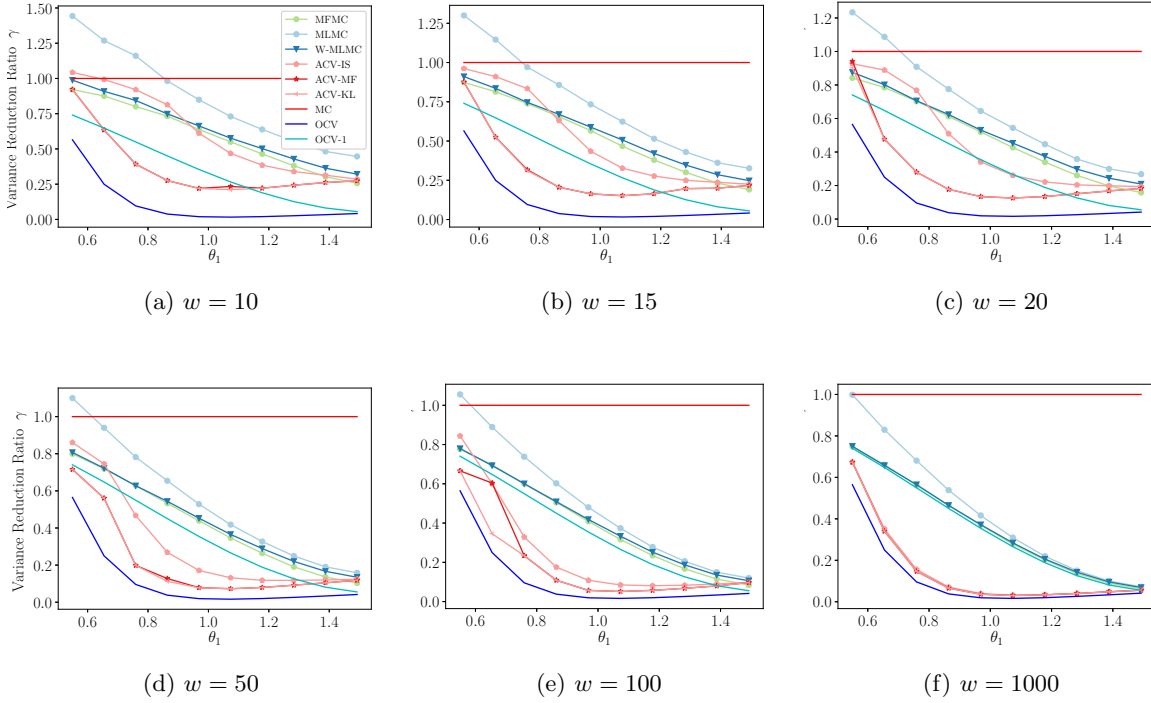 1.50
1.25
1.00
0.75
0.50
0.25
0.00
Variance Reduction Ratio γ
MFMC
MLMC
W-MLMC
ACV-IS
ACV-MF
ACV-KL
MC
OCV
OCV-1
0.6 0.8 1.0 1.2 1.4
θ₁
(a) w = 10
1.25
1.00
0.75
0.50
0.25
0.00
0.6 0.8 1.0 1.2 1.4
θ₁
(b) w = 15
1.2
1.0
0.8
0.6
0.4
0.2
0.0
0.6 0.8 1.0 1.2 1.4
θ₁
(c) w = 20
1.0
0.8
0.6
0.4
0.2
0.0
Variance Reduction Ratio γ
0.6 0.8 1.0 1.2 1.4
θ₁
(d) w = 50
1.0
0.8
0.6
0.4
0.2
0.0
0.6 0.8 1.0 1.2 1.4
θ₁
(e) w = 100
1.0
0.8
0.6
0.4
0.2
0.0
0.6 0.8 1.0 1.2 1.4
θ₁
(f) w = 1000